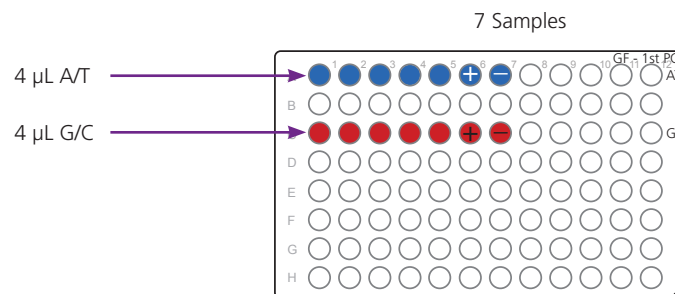 7 Samples
1 2 3 4 5 6 7 8 9 10 11 12
GF - 1st PC
4 µL A/T
+ −
A
B
4 µL G/C
+ −
G
D
E
F
G
H